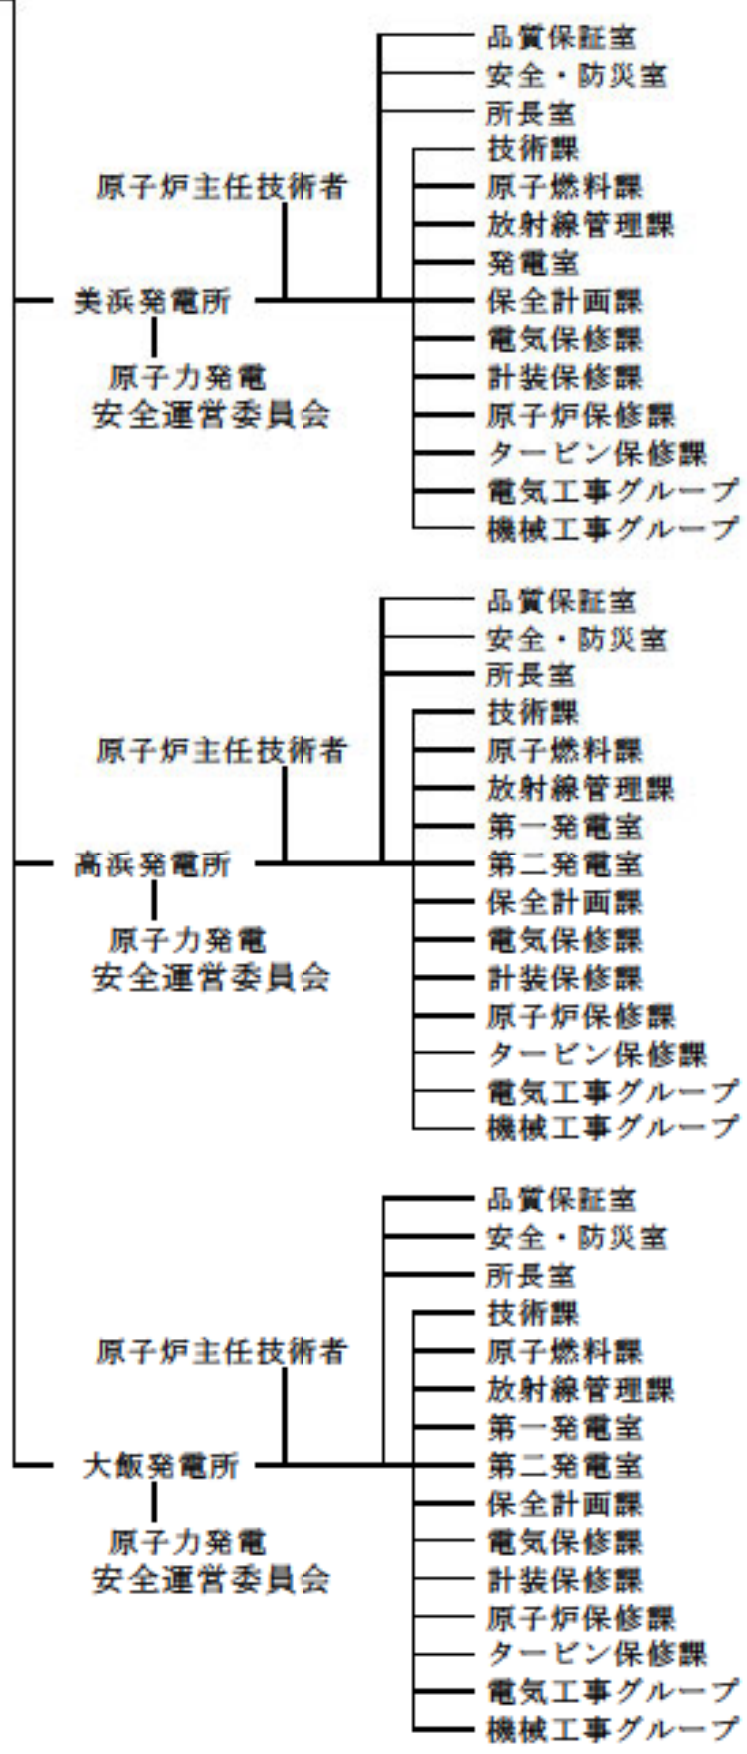 品質保証室
安全・防災室
所長室
技術課
原子炉主任技術者
原子燃料課
放射線管理課
発電室
美浜発電所
保全計画課
電気保修課
原子力発電
計装保修課
安全運営委員会
原子炉保修課
タービン保修課
電気工事グループ
機械工事グループ
品質保証室
安全・防災室
所長室
技術課
原子炉主任技術者
原子燃料課
放射線管理課
第一発電室
高浜発電所
第二発電室
保全計画課
原子力発電
電気保修課
安全運営委員会
計装保修課
原子炉保修課
タービン保修課
電気工事グループ
機械工事グループ
品質保証室
安全・防災室
所長室
技術課
原子炉主任技術者
原子燃料課
放射線管理課
第一発電室
大飯発電所
第二発電室
保全計画課
原子力発電
電気保修課
安全運営委員会
計装保修課
原子炉保修課
タービン保修課
電気工事グループ
機械工事グループ